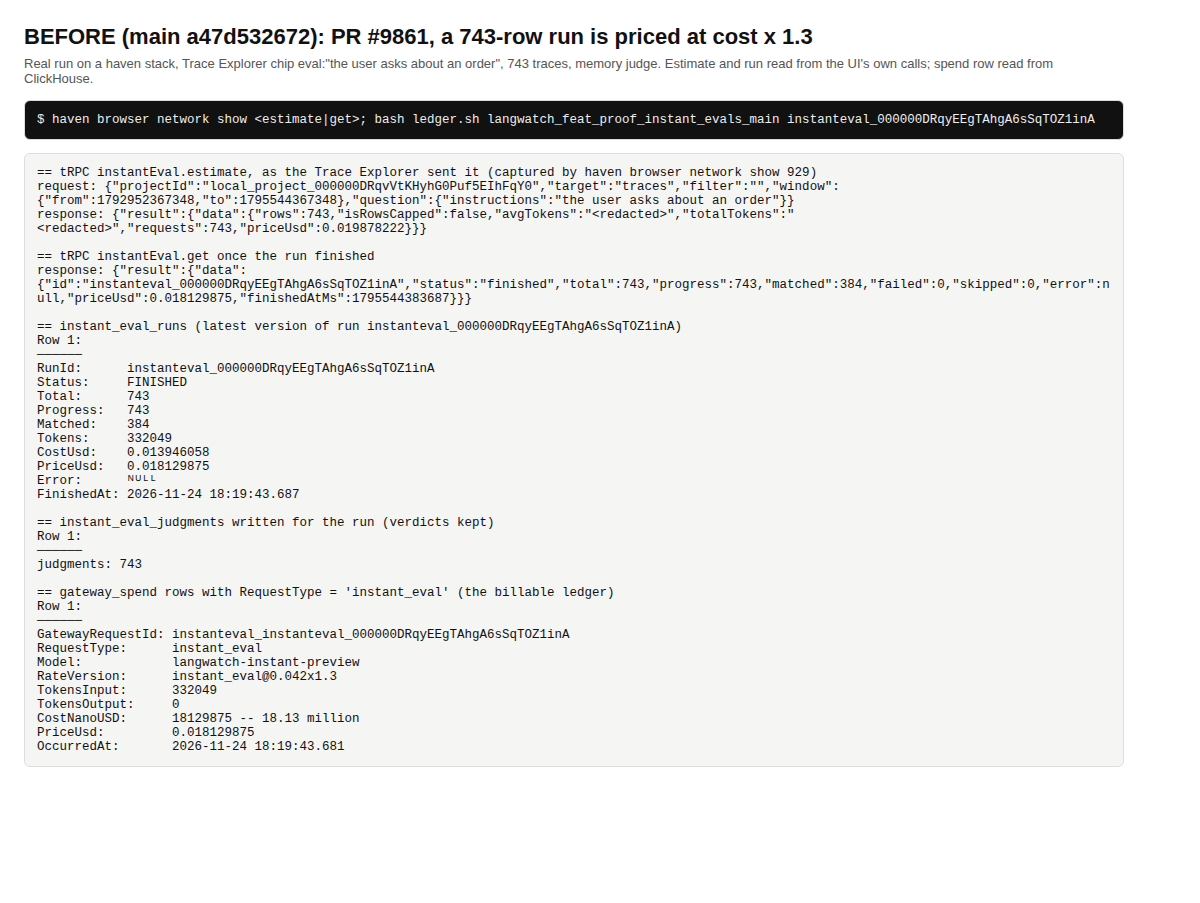 BEFORE (main a47d532672): PR #9861, a 743-row run is priced at cost x 1.3
Real run on a haven stack, Trace Explorer chip eval:"the user asks about an order", 743 traces, memory judge. Estimate and run read from the UI's own calls; spend row read from
ClickHouse.
$ haven browser network show <estimate|get>; bash ledger.sh langwatch_feat_proof_instant_evals_main instanteval_000000DRqyEEgTAhgA6sSqTOZ1inA
== tRPC instantEval.estimate, as the Trace Explorer sent it (captured by haven browser network show 929)
request: {"projectId":"local_project_000000DRqvVtKHyhG0Puf5EIhFqY0","target":"traces","filter":"","window":
{"from":1792952367348,"to":1795544367348},"question":{"instructions":"the user asks about an order"}}
response: {"result":{"data":{"rows":743,"isRowsCapped":false,"avgTokens":"<redacted>","totalTokens":"
<redacted>","requests":743,"priceUsd":0.019878222}}}
== tRPC instantEval.get once the run finished
response: {"result":{"data":
{"id":"instanteval_000000DRqyEEgTAhgA6sSqTOZ1inA","status":"finished","total":743,"progress":743,"matched":384,"failed":0,"skipped":0,"error":n
ull,"priceUsd":0.018129875,"finishedAtMs":1795544383687}}}
== instant_eval_runs (latest version of run instanteval_000000DRqyEEgTAhgA6sSqTOZ1inA)
Row 1:
──────
RunId:      instanteval_000000DRqyEEgTAhgA6sSqTOZ1inA
Status:     FINISHED
Total:      743
Progress:   743
Matched:    384
Tokens:     332049
CostUsd:    0.013946058
PriceUsd:   0.018129875
Error:      ᴺᵁᴸᴸ
FinishedAt: 2026-11-24 18:19:43.687
== instant_eval_judgments written for the run (verdicts kept)
Row 1:
──────
judgments: 743
== gateway_spend rows with RequestType = 'instant_eval' (the billable ledger)
Row 1:
──────
GatewayRequestId: instanteval_instanteval_000000DRqyEEgTAhgA6sSqTOZ1inA
RequestType:      instant_eval
Model:            langwatch-instant-preview
RateVersion:      instant_eval@0.042x1.3
TokensInput:      332049
TokensOutput:     0
CostNanoUSD:      18129875 -- 18.13 million
PriceUsd:         0.018129875
OccurredAt:       2026-11-24 18:19:43.681